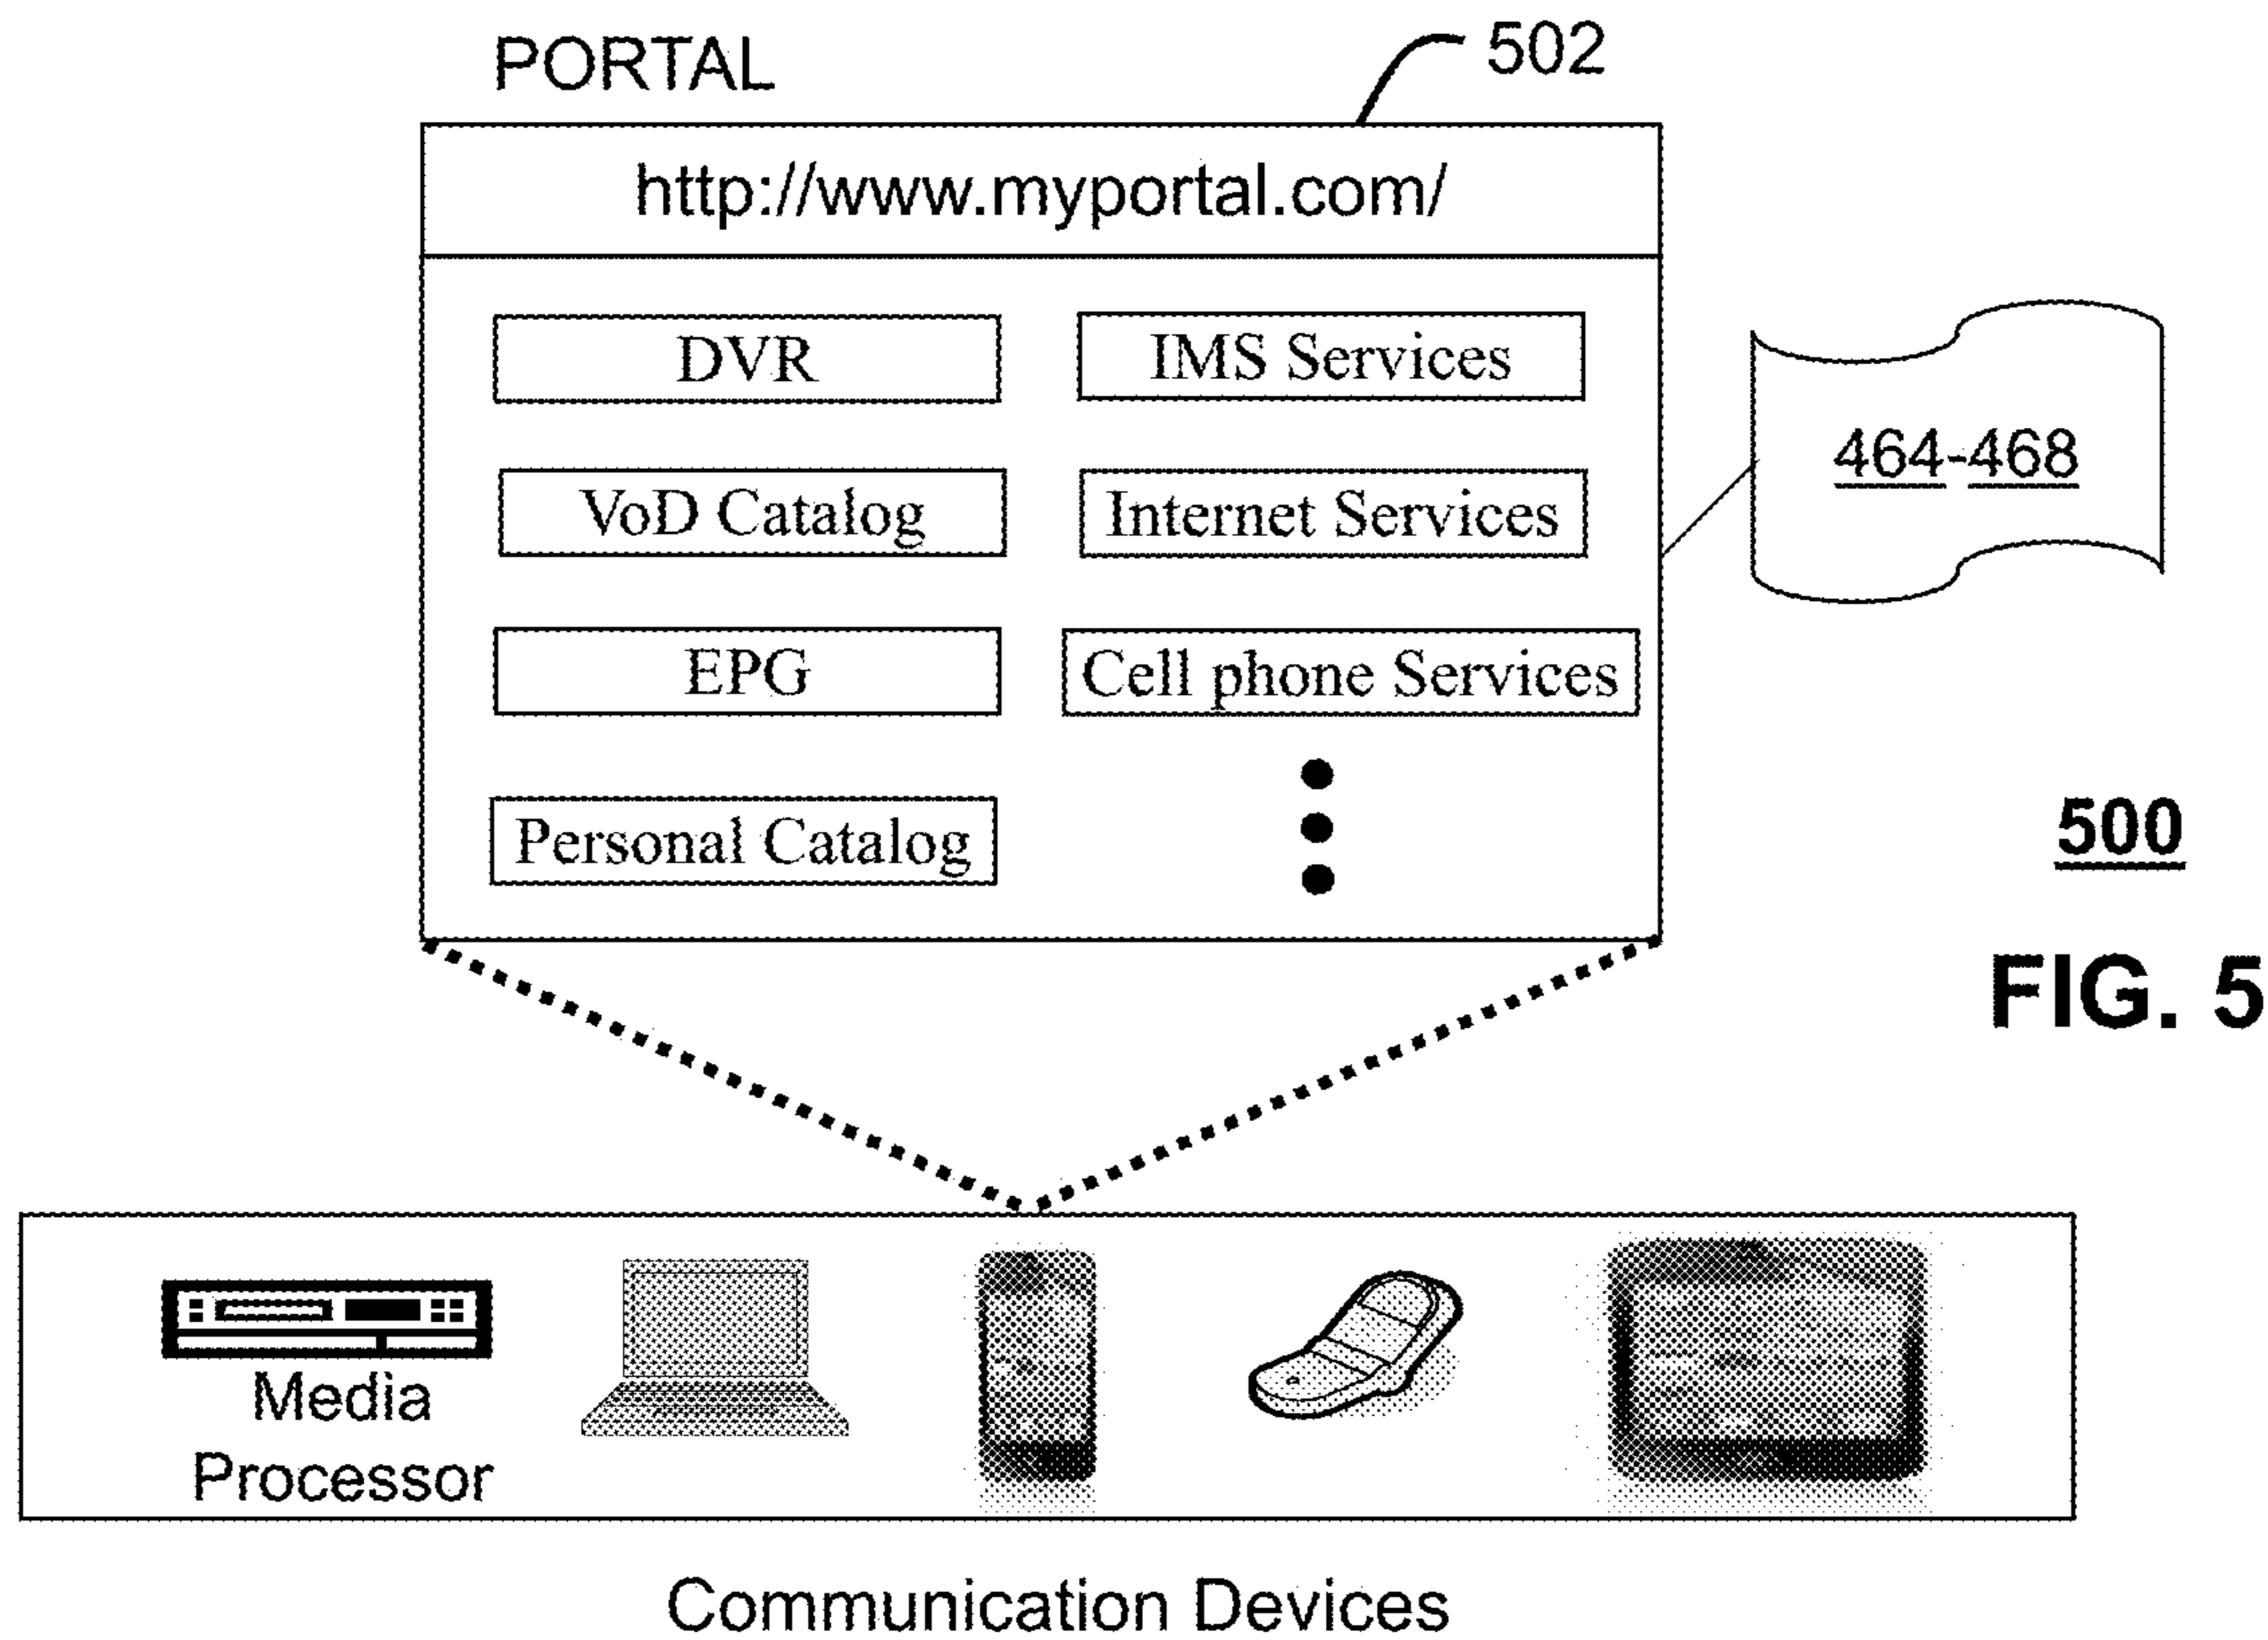 PORTAL
502
http://www.myportal.com/
DVR
IMS Services
VoD Catalog
Internet Services
464-468
EPG
Cell phone Services
Personal Catalog
500
FIG. 5
Media
Processor
Communication Devices